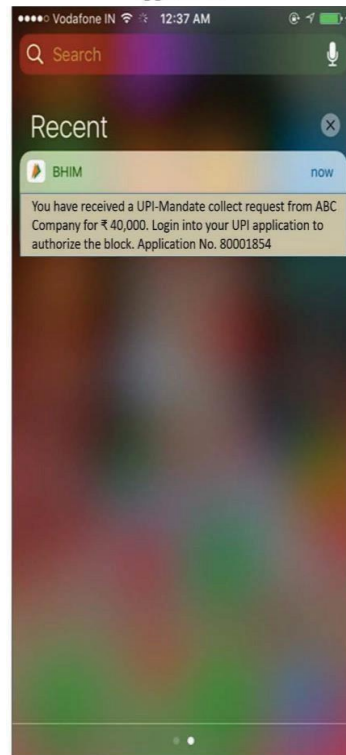 Vodafone IN 12:37 AM
Search
Recent
BHIM now
You have received a UPI-Mandate collect request from ABC
Company for ₹ 40,000. Login into your UPI application to
authorize the block. Application No. 80001854